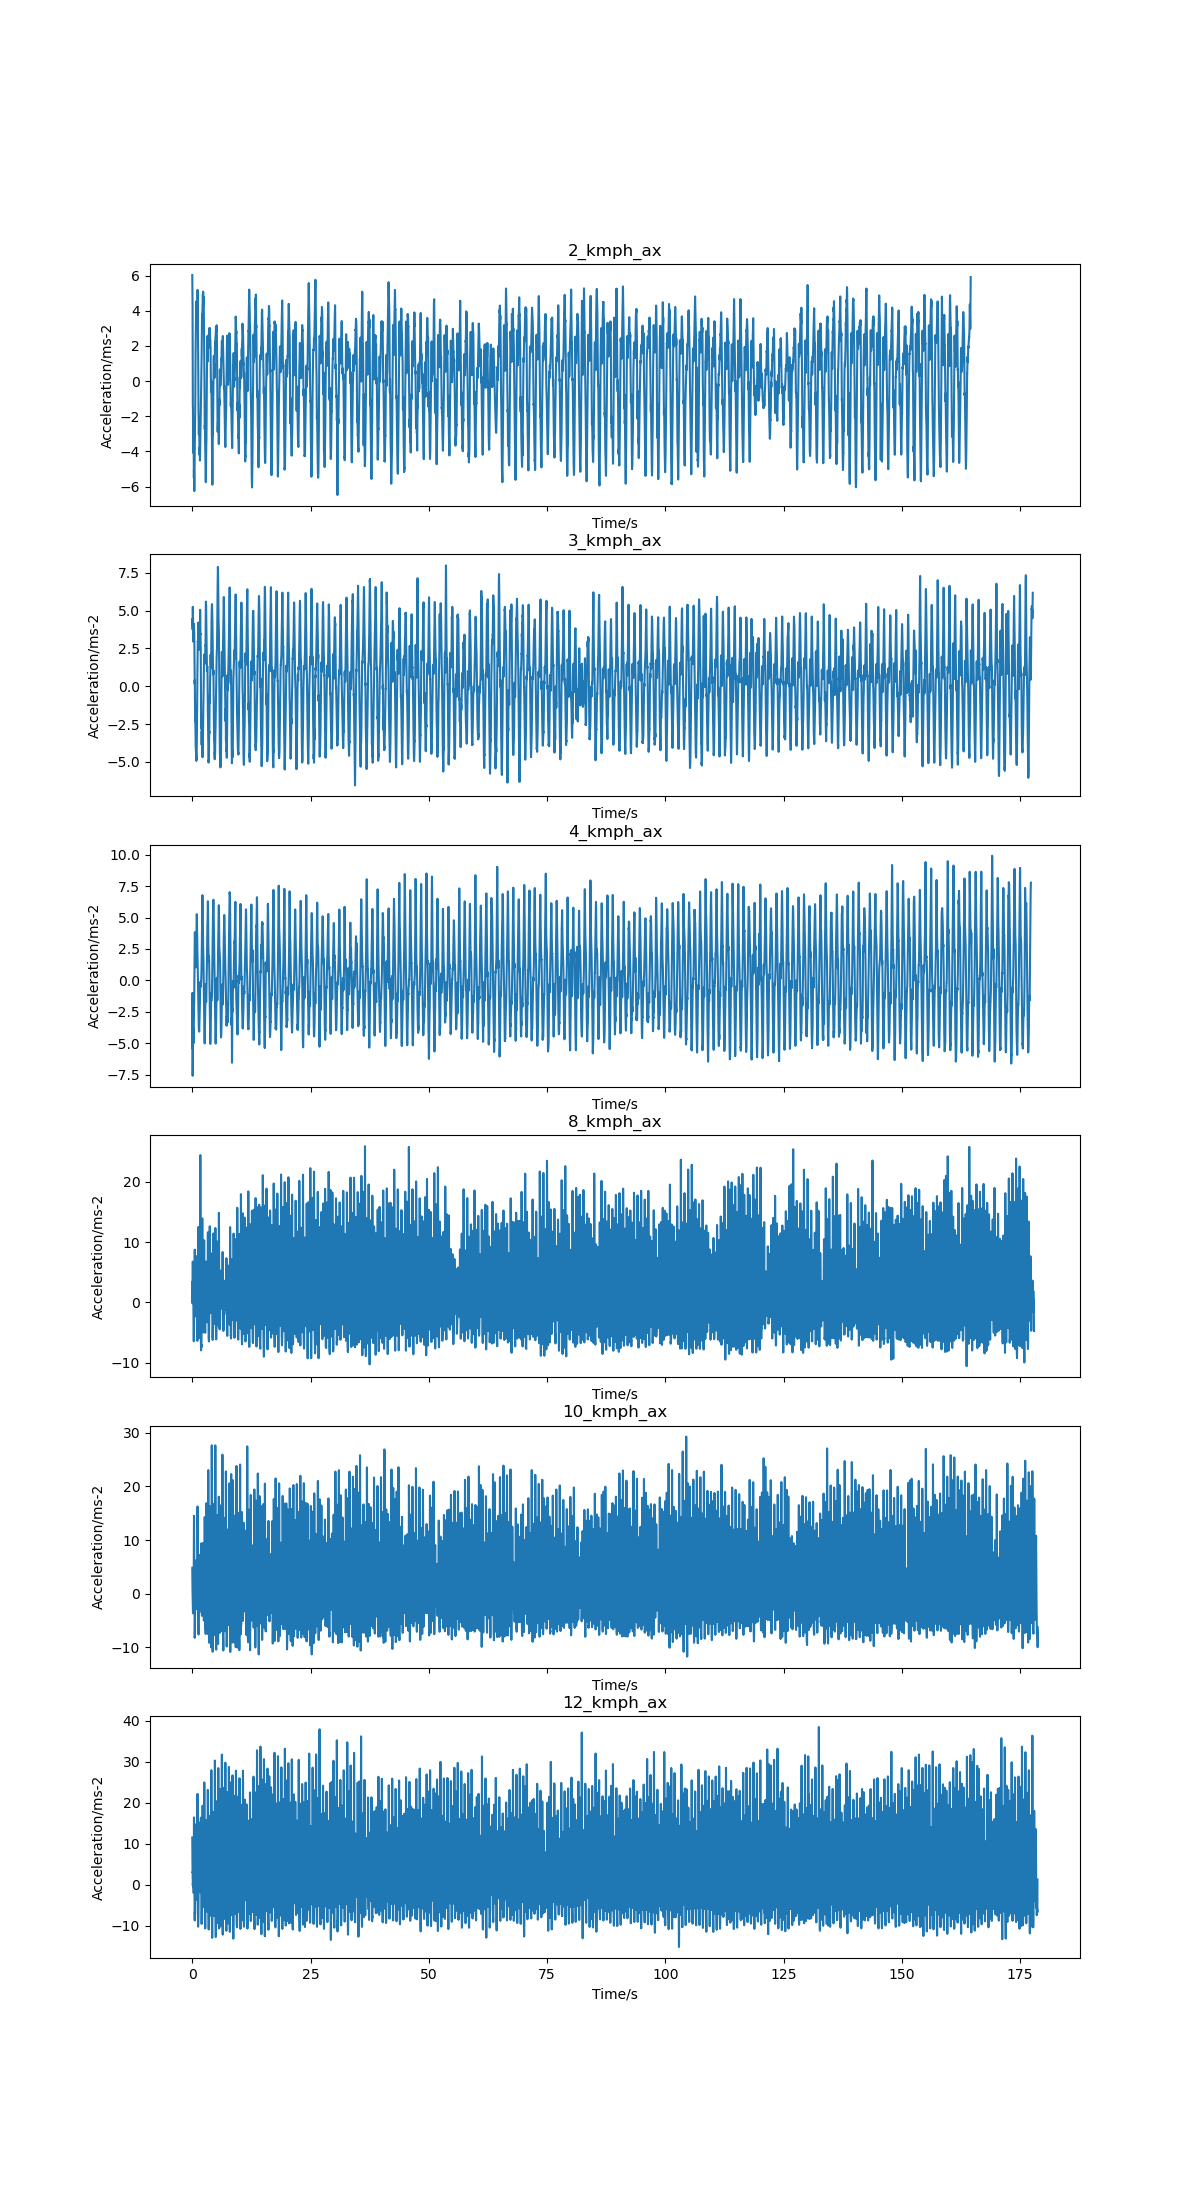 2_kmph_ax
6
4
2
0
−2
−4
−6
Acceleration/ms-2
Time/s
3_kmph_ax
7.5
5.0
2.5
0.0
−2.5
−5.0
Acceleration/ms-2
Time/s
4_kmph_ax
10.0
7.5
5.0
2.5
0.0
−2.5
−5.0
−7.5
Acceleration/ms-2
Time/s
8_kmph_ax
20
10
0
−10
Acceleration/ms-2
Time/s
10_kmph_ax
30
20
10
0
−10
Acceleration/ms-2
Time/s
12_kmph_ax
40
30
20
10
0
−10
Acceleration/ms-2
0 25 50 75 100 125 150 175
Time/s